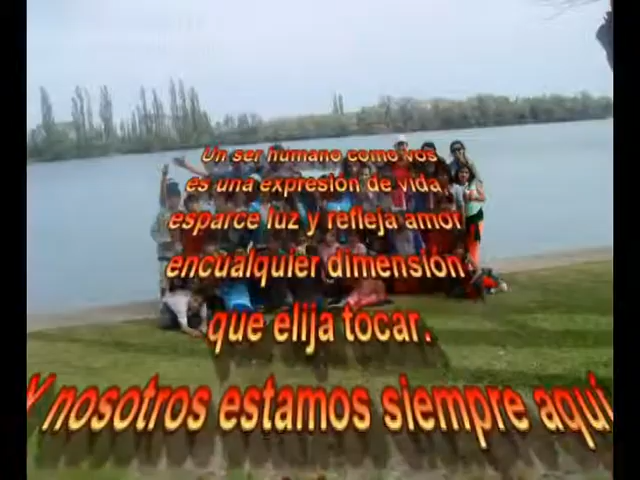 Un ser humano como vos
es una expresión de vida,
esparce luz y refleja amor
encualquier dimensión
que elija tocar.
Y nosotros estamos siempre aquí